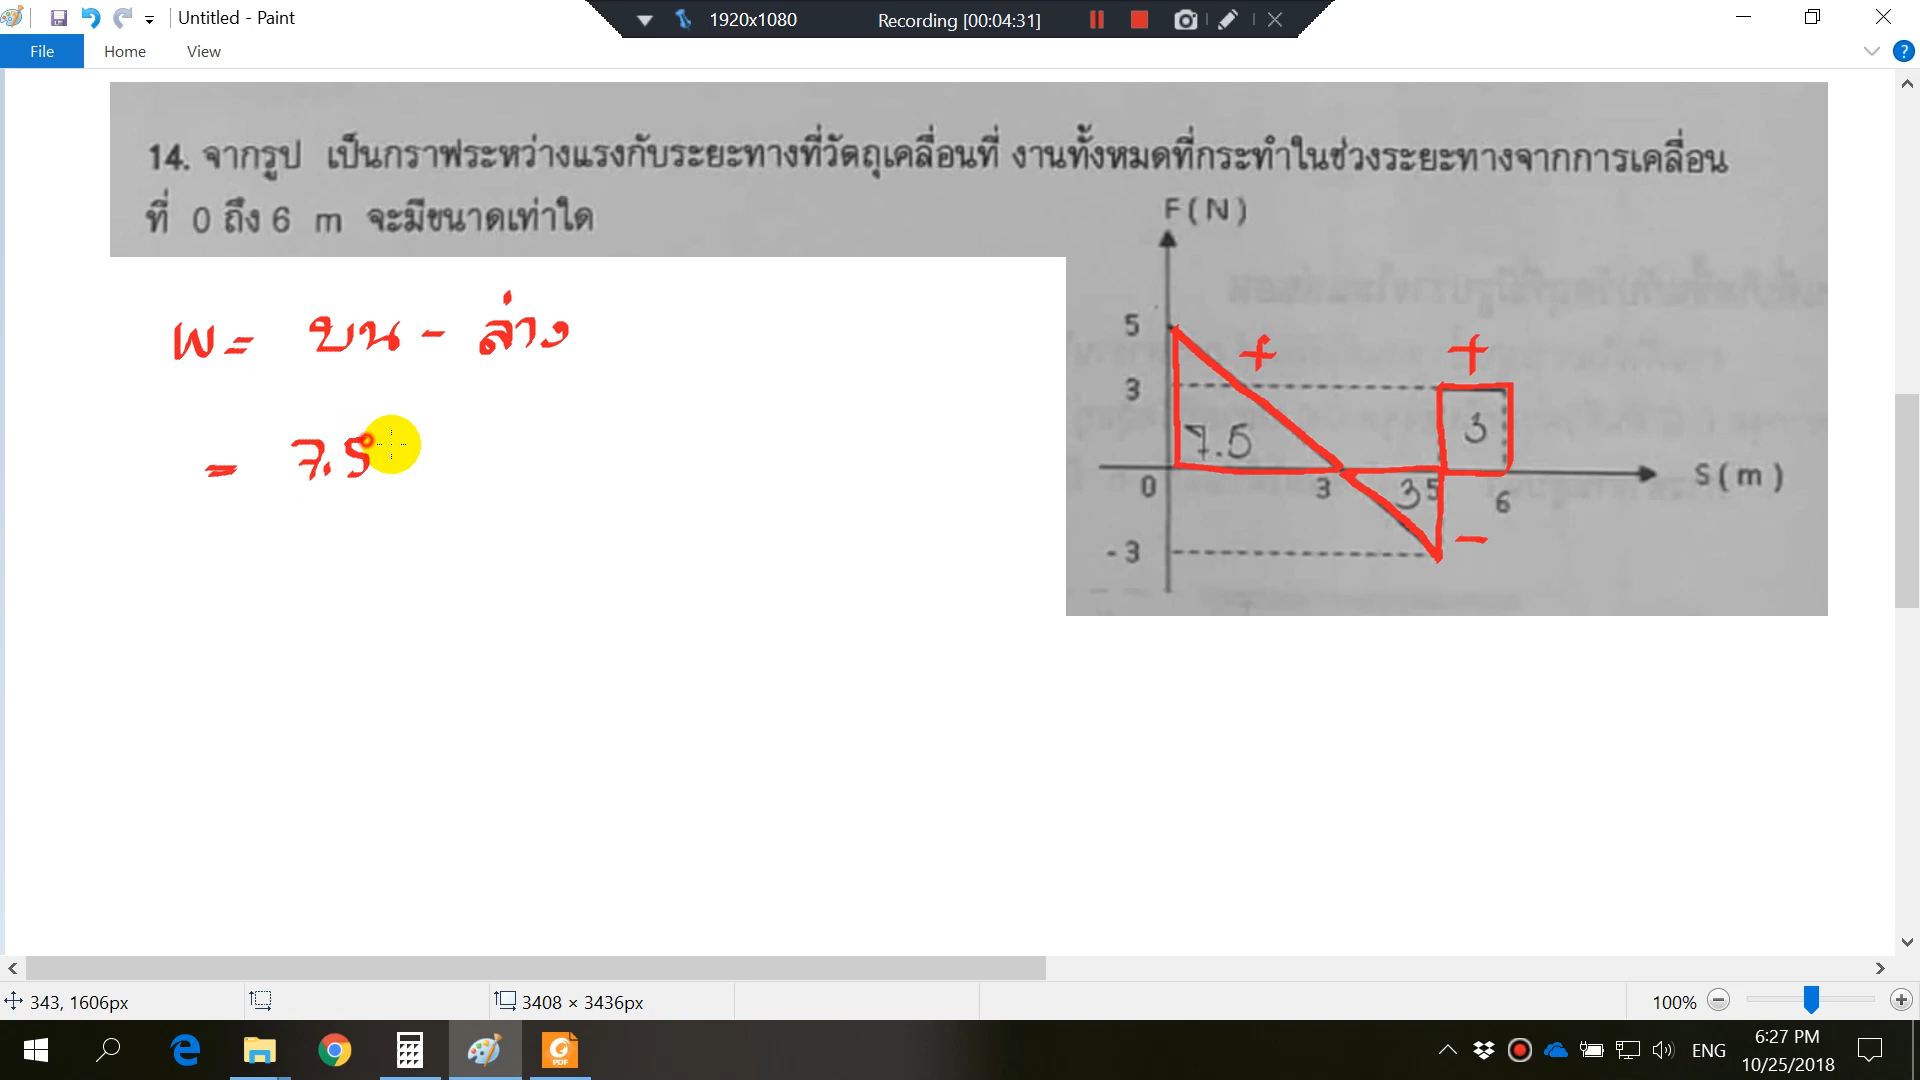 Untitled - Paint
1920x1080
Recording [00:04:31]
File
Home
View
14. จากรูป เป็นกราฟระหว่างแรงกับระยะทางที่วัตถุเคลื่อนที่ งานทั้งหมดที่กระทำในช่วงระยะทางจากการเคลื่อน
ที่ 0 ถึง 6 m จะมีขนาดเท่าใด
F(N)
W = บน - ล่าง
5
+
+
3
= 7.5
7.5
3
0
3
3
5
6
S(m)
-3
-
343, 1606px
3408 × 3436px
100%
PDF
ENG
6:27 PM
10/25/2018